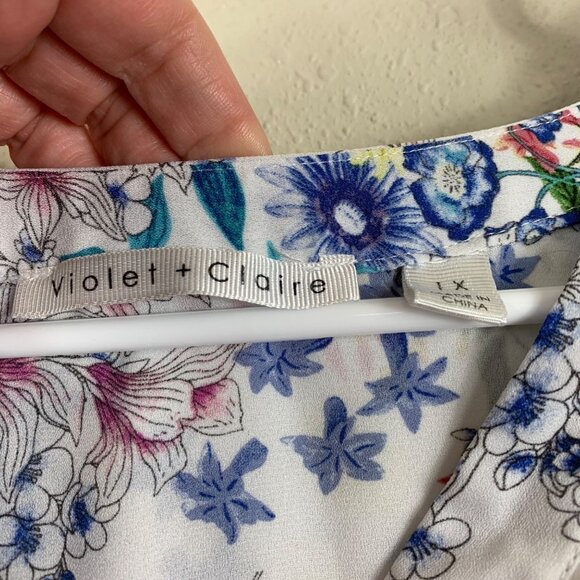 Violet + Claire
1X
MADE IN
CHINA